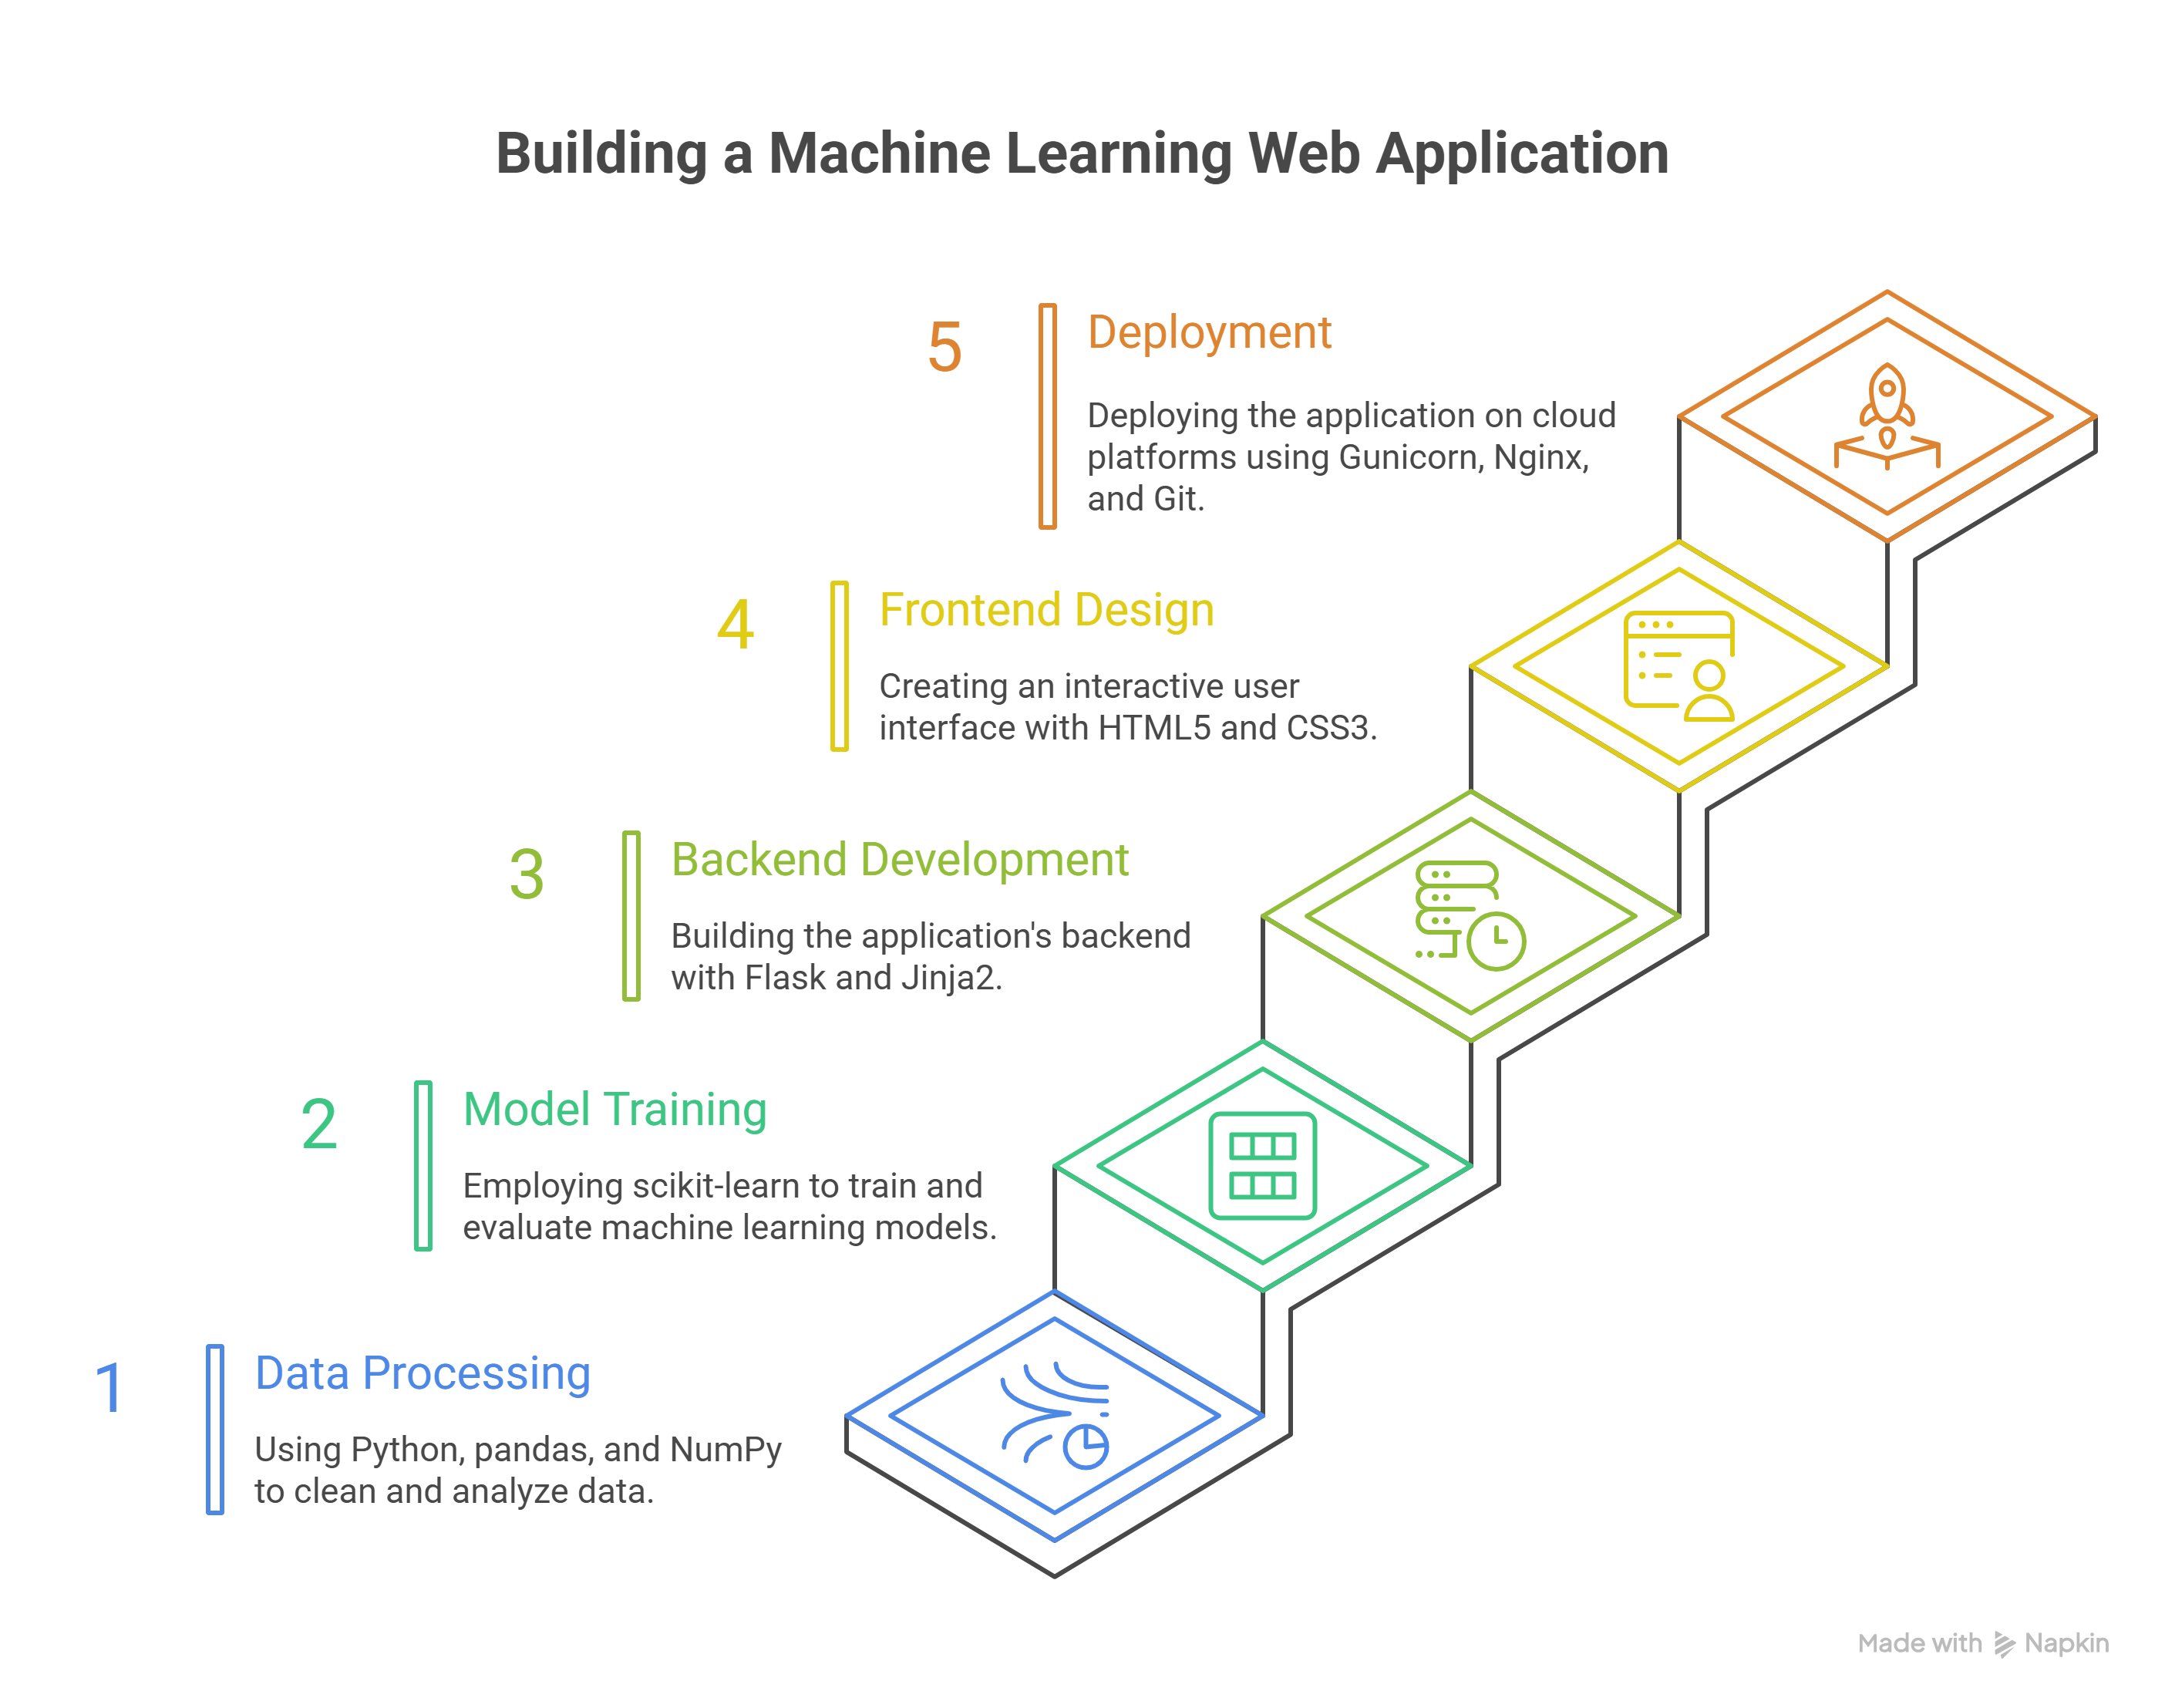 Building a Machine Learning Web Application
5
Deployment
Deploying the application on cloud
platforms using Gunicorn, Nginx,
and Git.
4
Frontend Design
Creating an interactive user
interface with HTML5 and CSS3.
3
Backend Development
Building the application's backend
with Flask and Jinja2.
2
Model Training
Employing scikit-learn to train and
evaluate machine learning models.
1
Data Processing
Using Python, pandas, and NumPy
to clean and analyze data.
Made with Napkin